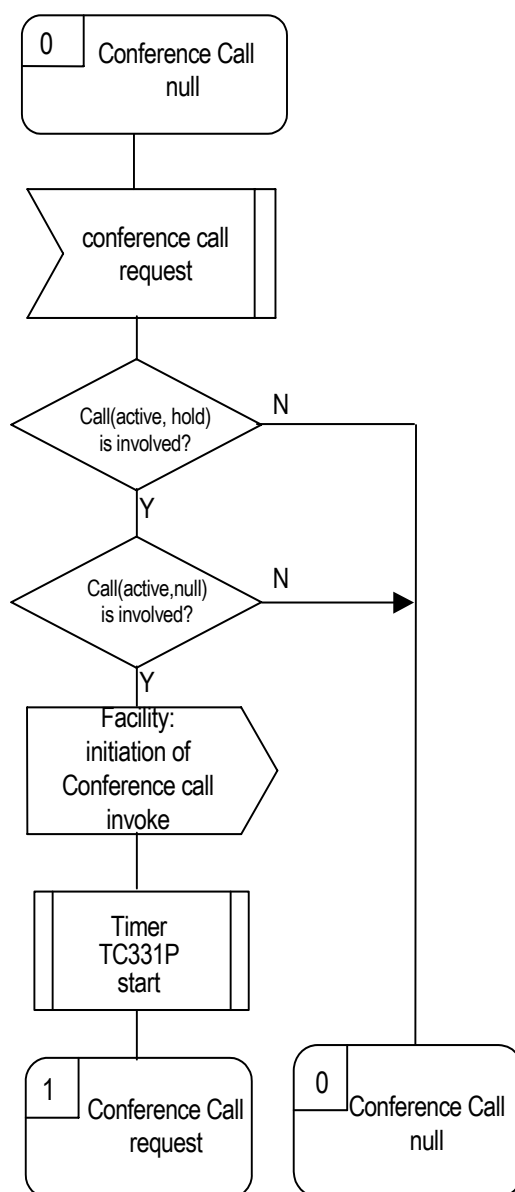 0
Conference Call
null
conference call
request
Call(active, hold)
is involved?
N
Y
Call(active,null)
is involved?
N
Y
Facility:
initiation of
Conference call
invoke
Timer
TC331P
start
1
Conference Call
request
0
Conference Call
null